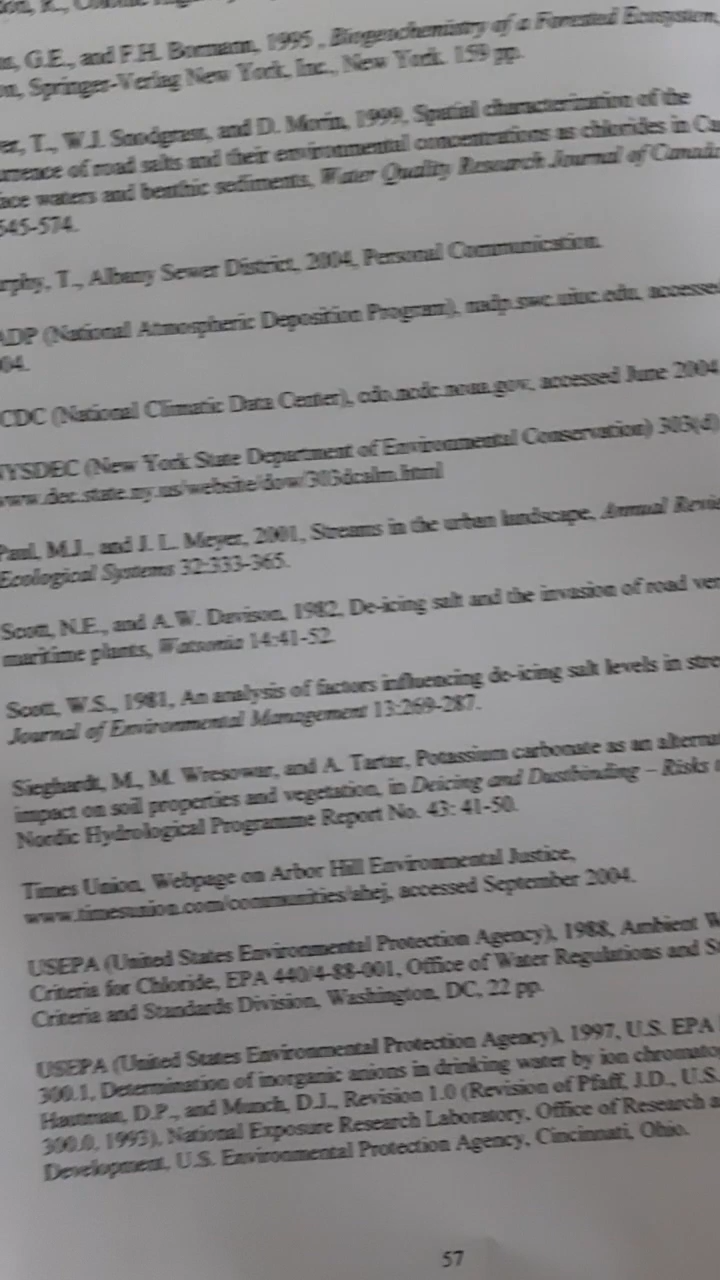 G.E., and F.H. Bormann, 1995, Biogeochemistry of a Forested Ecosystem,
Springer-Verlag New York, Inc., New York. 159 pp.
T., W.J. Snodgrass, and D. Morin, 1999, Spatial characterization of the
of road salts and their environmental concentrations as chlorides in
waters and benthic sediments, Water Quality Research Journal of Canada
545-574.
T., Albany Sewer District, 2004, Personal Communication.
ADP (National Atmospheric Deposition Program), nadp.sws.uiuc.edu, accessed
04.
CDC (National Climatic Data Center), cdo.ncdc.noaa.gov, accessed June 2004
NYSDEC (New York State Department of Environmental Conservation) 303(d)
www.dec.state.ny.us/website/dow/303dcalm.html
Paul, M.J., and J. L. Meyer, 2001, Streams in the urban landscape, Annual
Ecological Systems 32:333-365.
Scott, N.E., and A.W. Davison, 1982, De-icing salt and the invasion of road
maritime plants, Watsonia 14:41-52.
Scott, W.S., 1981, An analysis of factors influencing de-icing salt levels in
Journal of Environmental Management 13:269-287.
Sieghardt, M., M. Wresowar, and A. Tartar, Potassium carbonate as an
impact on soil properties and vegetation, in Deicing and Dustbinding – Risks
Nordic Hydrological Programme Report No. 43: 41-50.
Times Union, Webpage on Arbor Hill Environmental Justice,
www.timesunion.com/communities/ahej, accessed September 2004.
USEPA (United States Environmental Protection Agency), 1988, Ambient
Criteria for Chloride, EPA 440/4-88-001, Office of Water Regulations and
Criteria and Standards Division, Washington, DC, 22 pp.
USEPA (United States Environmental Protection Agency), 1997, U.S. EPA
300.1, Determination of inorganic anions in drinking water by ion
Hautman, D.P., and Munch, D.J., Revision 1.0 (Revision of Pfaff, J.D., U.S.
300.0, 1993), National Exposure Research Laboratory, Office of Research
Development, U.S. Environmental Protection Agency, Cincinnati, Ohio.
57